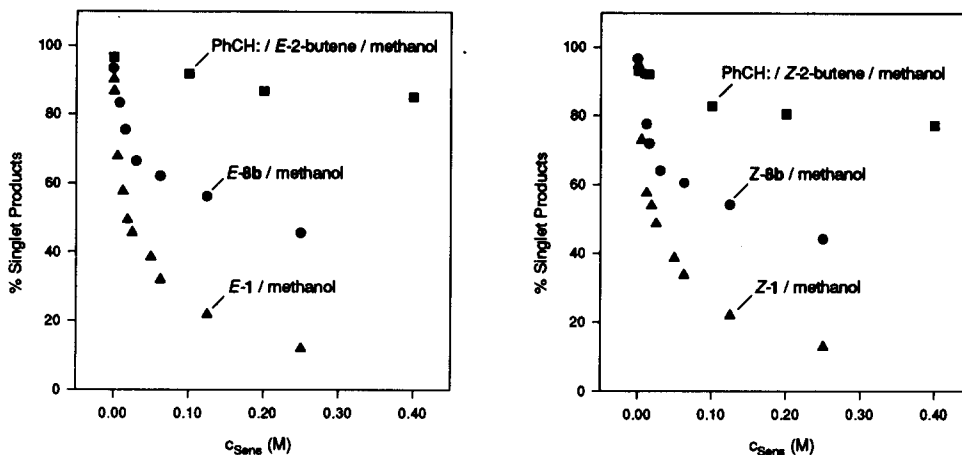 % Singlet Products
100
80
60
40
20
0
0.00 0.10 0.20 0.30 0.40
c_Sens (M)
PhCH: / E-2-butene / methanol
E-8b / methanol
E-1 / methanol
% Singlet Products
100
80
60
40
20
0
0.00 0.10 0.20 0.30 0.40
c_Sens (M)
PhCH: / Z-2-butene / methanol
Z-8b / methanol
Z-1 / methanol